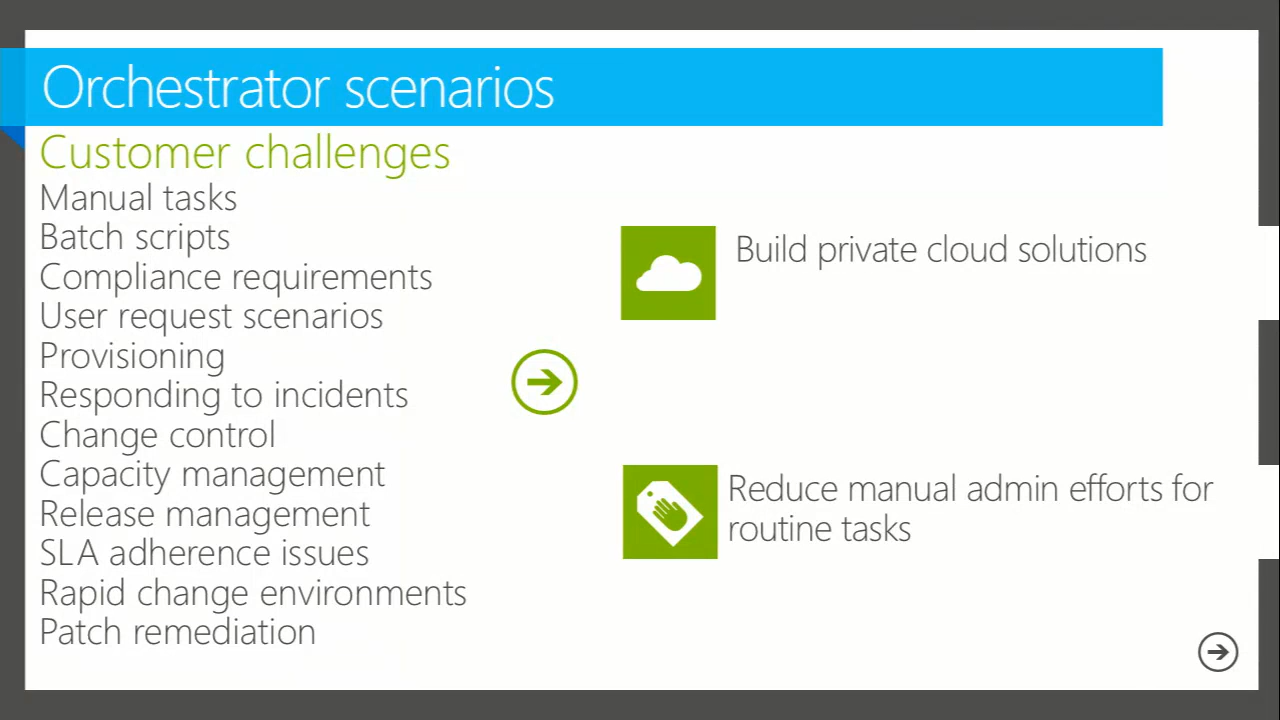 Orchestrator scenarios
Customer challenges
Manual tasks
Batch scripts
Compliance requirements
User request scenarios
Provisioning
Responding to incidents
Change control
Capacity management
Release management
SLA adherence issues
Rapid change environments
Patch remediation
Build private cloud solutions
Reduce manual admin efforts for
routine tasks